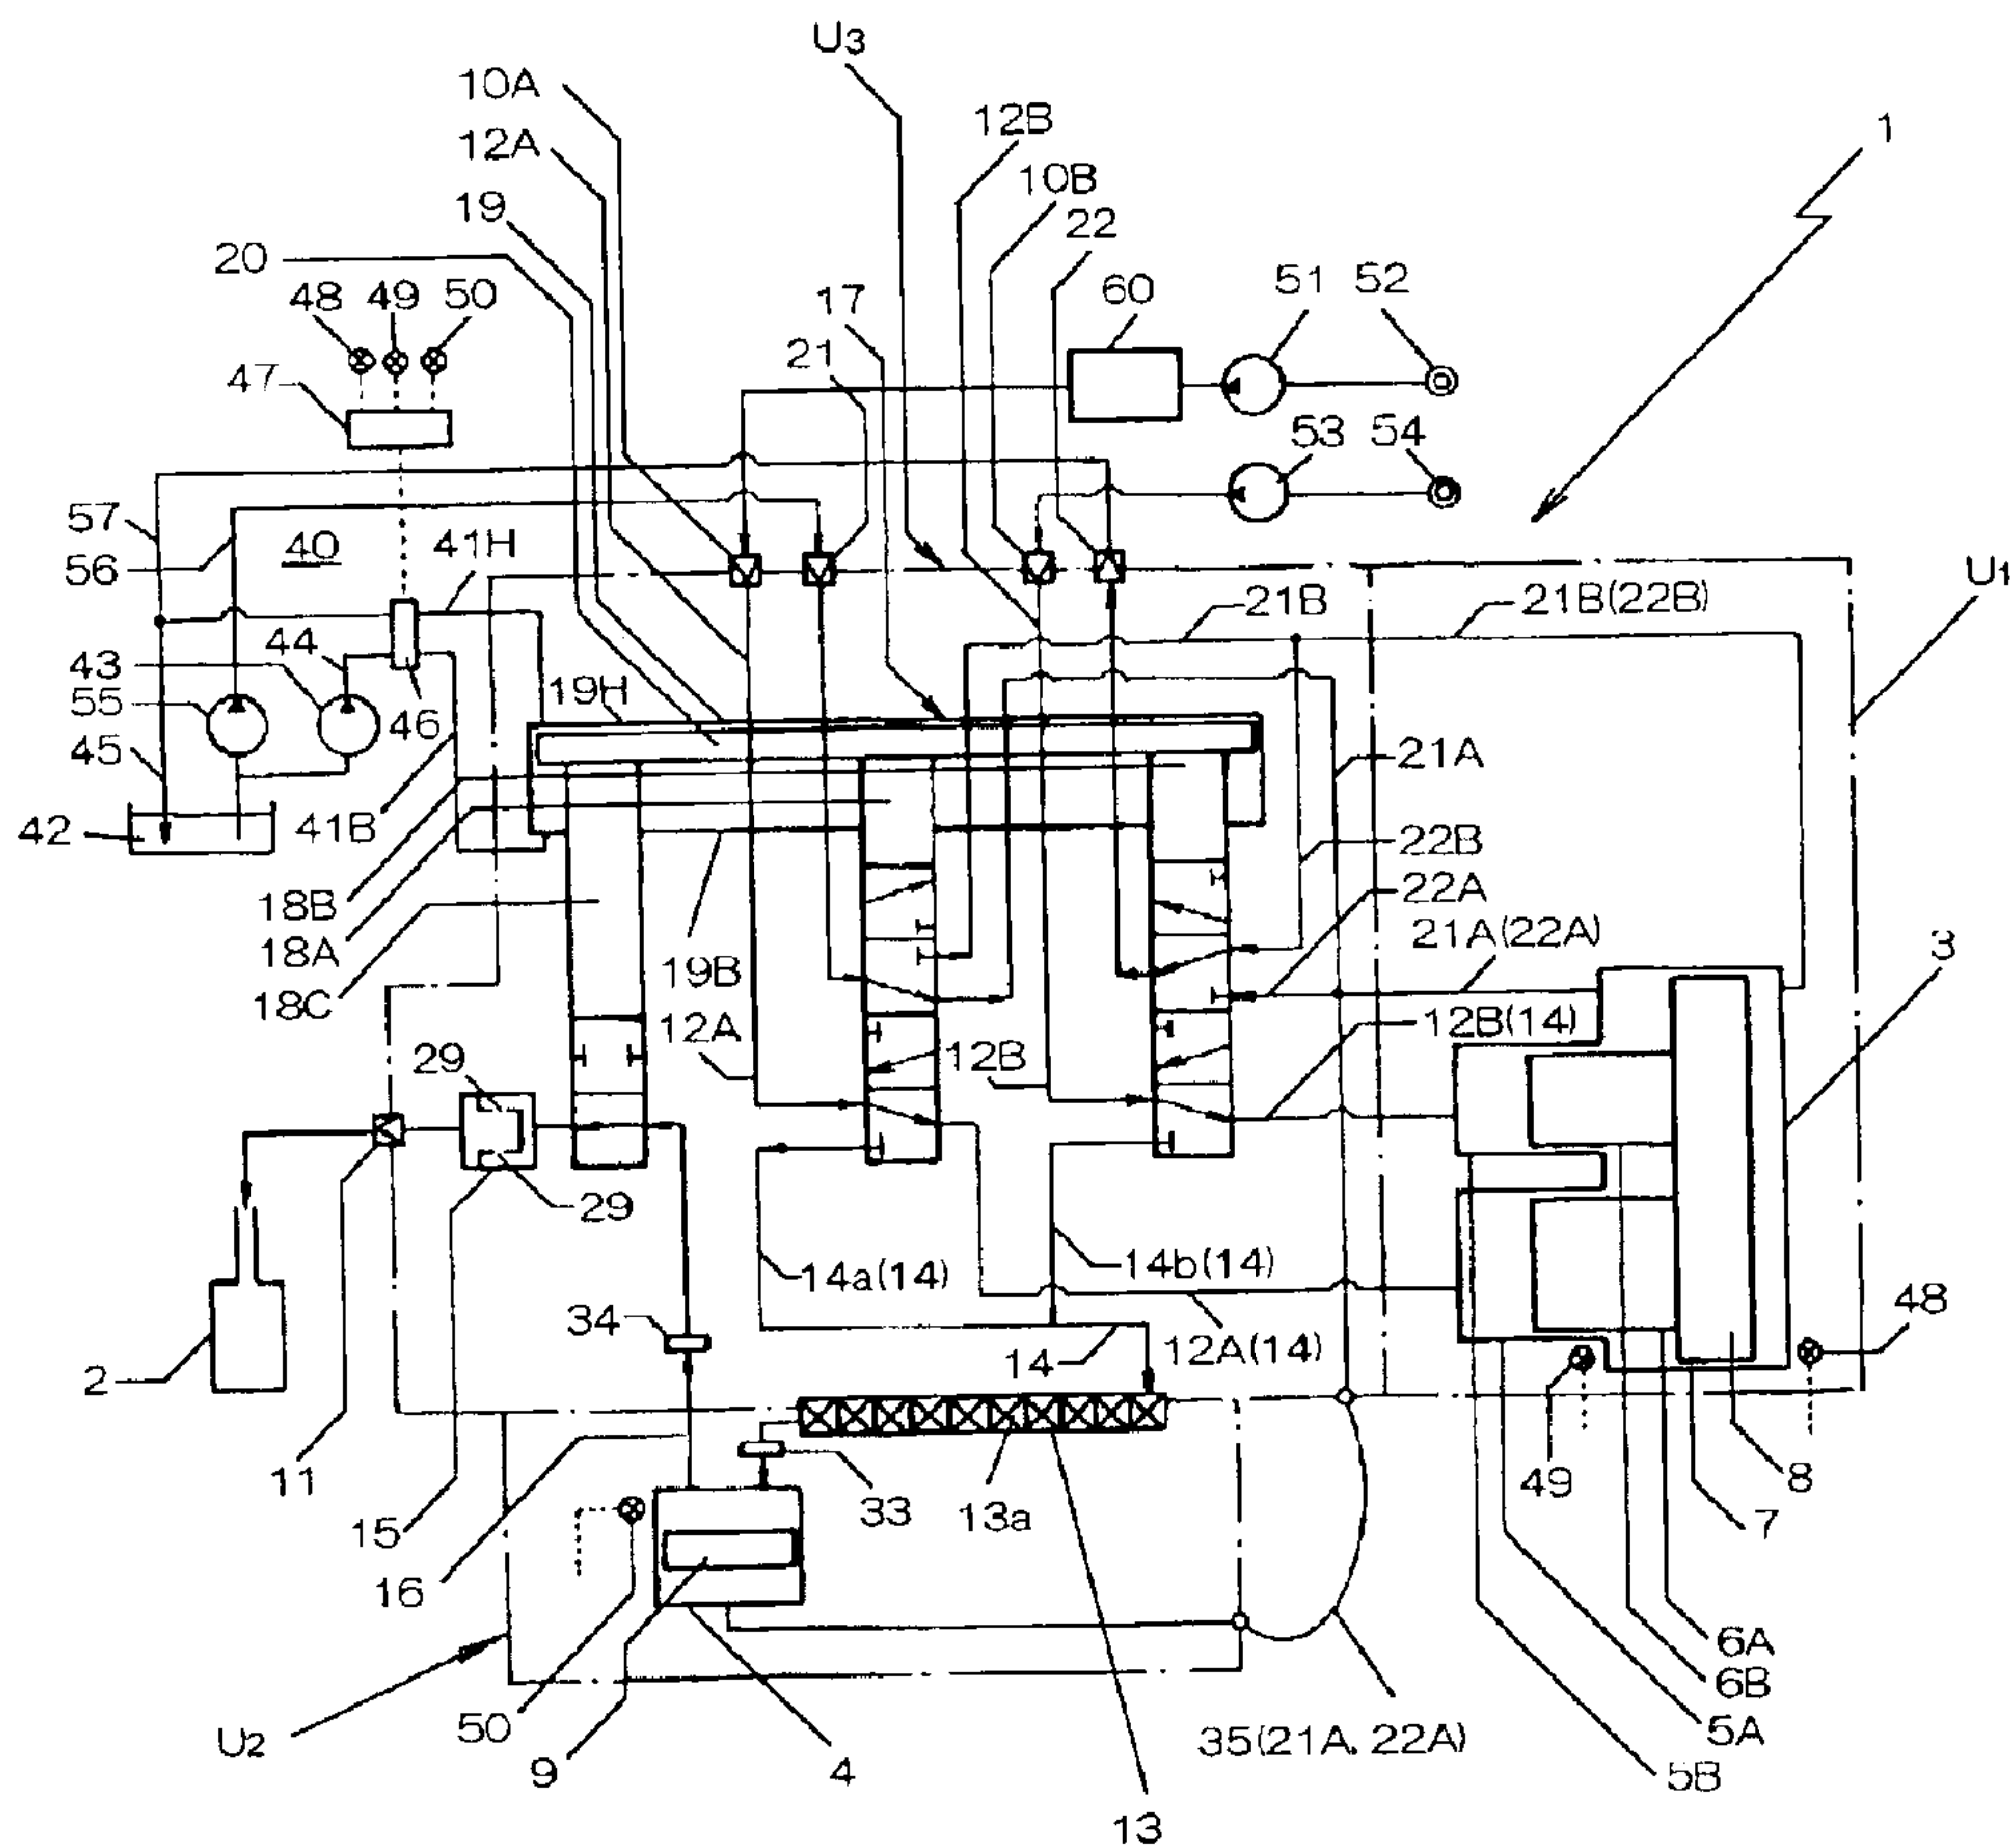 U3
10A
12B
1
12A
10B
19
22
U1
20
17
60
51
52
48
49
50
21
47
53
54
57
40
41H
56
21B
21B(22B)
44
43
19H
55
46
21A
45
42
41B
22B
18B
22A
18A
21A(22A)
3
19B
18C
12A
12B(14)
29
12B
29
14a(14)
14b(14)
48
34
2
14
12A(14)
11
49
8
33
13a
15
7
16
6A
6B
U2
50
35(21A, 22A)
5A
9
4
5B
13